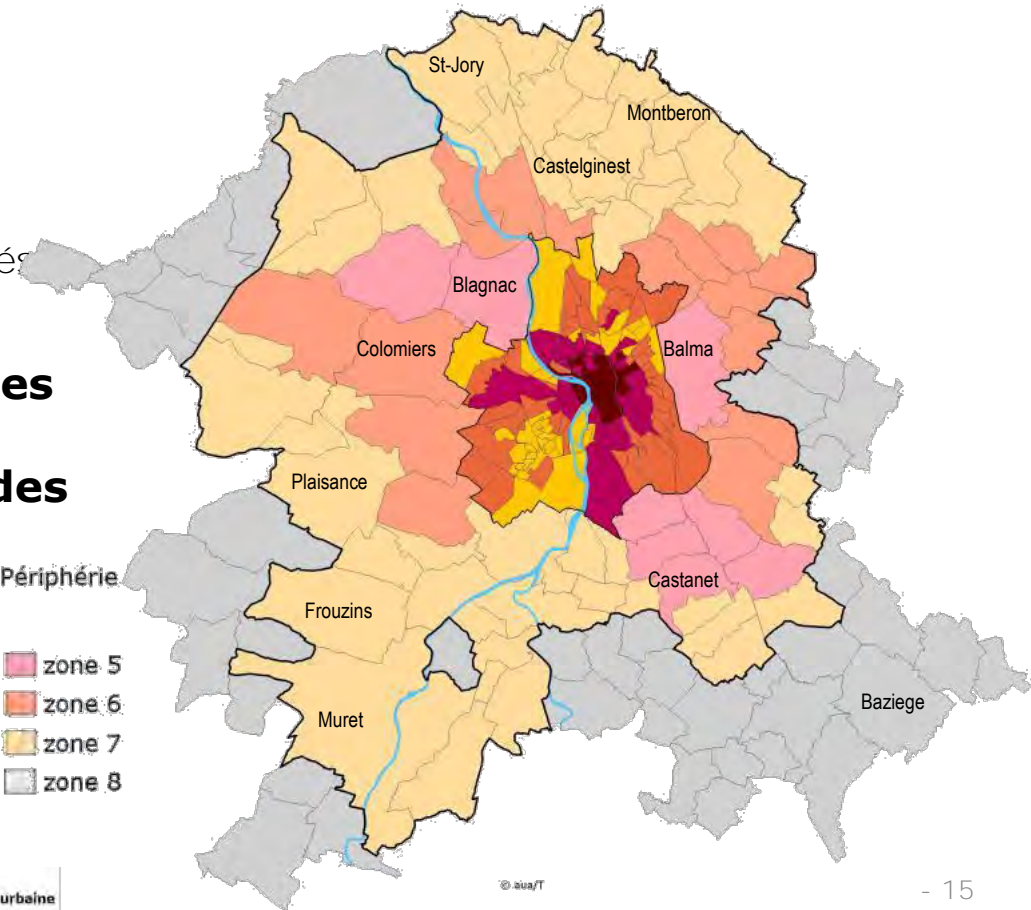 St-Jory
Montberon
Castelginest
és
Blagnac
Colomiers
Balma
es
des
Plaisance
Périphérie
Castanet
Frouzins
zone 5
zone 6
Baziege
Muret
zone 7
zone 8
urbaine
© aua/T
- 15